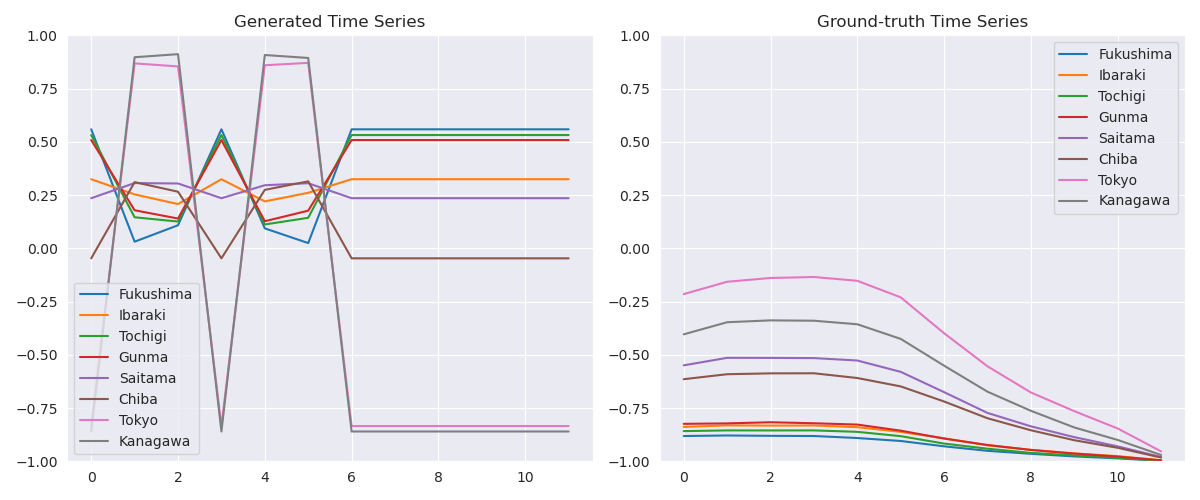 Generated Time Series
1.00
0.75
0.50
0.25
0.00
−0.25
−0.50
−0.75
−1.00
0
2
4
6
8
10
Fukushima
Ibaraki
Tochigi
Gunma
Saitama
Chiba
Tokyo
Kanagawa
Ground-truth Time Series
1.00
0.75
0.50
0.25
0.00
−0.25
−0.50
−0.75
−1.00
0
2
4
6
8
10
Fukushima
Ibaraki
Tochigi
Gunma
Saitama
Chiba
Tokyo
Kanagawa